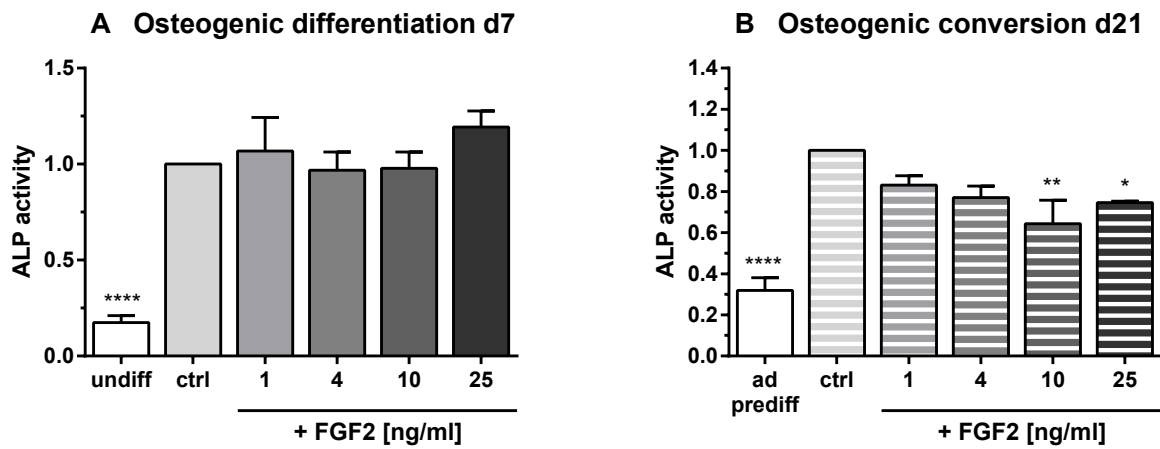 A Osteogenic differentiation d7
ALP activity
1.5
1.0
0.5
0.0
****
undiff ctrl 1 4 10 25
+ FGF2 [ng/ml]
B Osteogenic conversion d21
ALP activity
1.4
1.2
1.0
0.8
0.6
0.4
0.2
0.0
****
**
*
ad prediff ctrl 1 4 10 25
+ FGF2 [ng/ml]